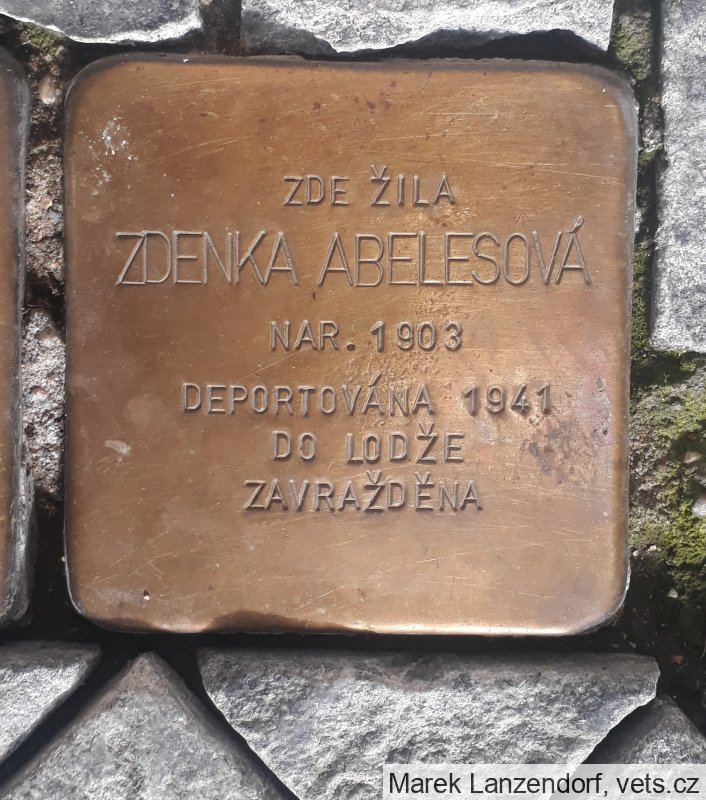 ZDE ŽILA
ZDENKA ABELESOVÁ
NAR. 1903
DEPORTOVÁNA 1941
DO LODŽE
ZAVRAŽDĚNA
Marek Lanzendorf, vets.cz